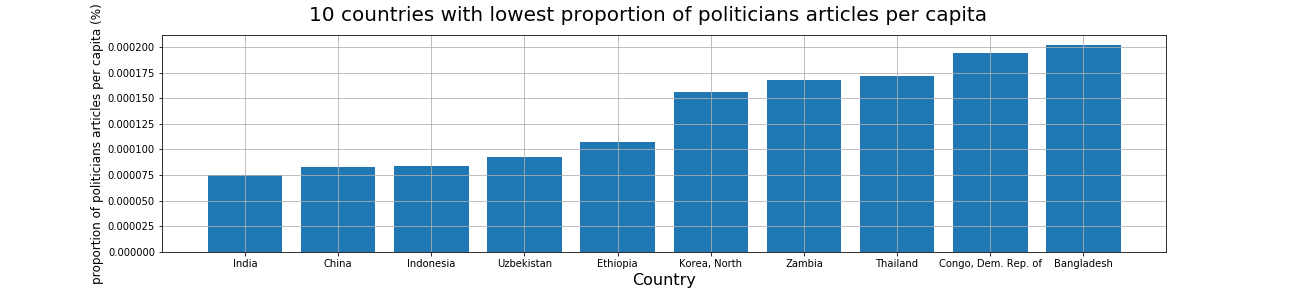 10 countries with lowest proportion of politicians articles per capita
proportion of politicians articles per capita (%)
0.000200
0.000175
0.000150
0.000125
0.000100
0.000075
0.000050
0.000025
0.000000
India China Indonesia Uzbekistan Ethiopia Korea, North Zambia Thailand Congo, Dem. Rep. of Bangladesh
Country